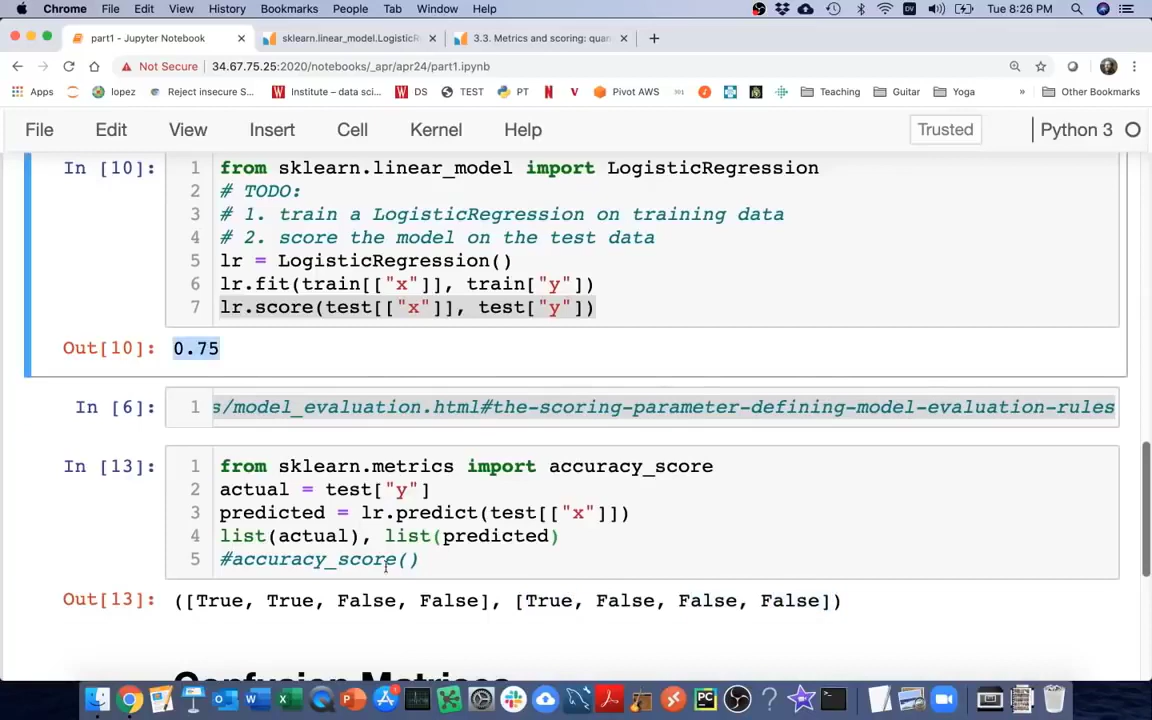 Chrome File Edit View History Bookmarks People Tab Window Help Tue 8:26 PM
part1 - Jupyter Notebook sklearn.linear_model.LogisticR 3.3. Metrics and scoring: quan
Not Secure 34.67.75.25:2020/notebooks/_apr/apr24/part1.ipynb
Apps lopez Reject insecure S... Institute – data sci... DS TEST PT Pivot AWS Teaching Guitar Yoga » Other Bookmarks
File Edit View Insert Cell Kernel Help Trusted Python 3
In [10]: 1 from sklearn.linear_model import LogisticRegression
2 # TODO:
3 # 1. train a LogisticRegression on training data
4 # 2. score the model on the test data
5 lr = LogisticRegression()
6 lr.fit(train[["x"]], train["y"])
7 lr.score(test[["x"]], test["y"])
Out[10]: 0.75
In [6]: 1 s/model_evaluation.html#the-scoring-parameter-defining-model-evaluation-rules
In [13]: 1 from sklearn.metrics import accuracy_score
2 actual = test["y"]
3 predicted = lr.predict(test[["x"]])
4 list(actual), list(predicted)
5 #accuracy_score()
Out[13]: ([True, True, False, False], [True, False, False, False])
Confusion Matrices